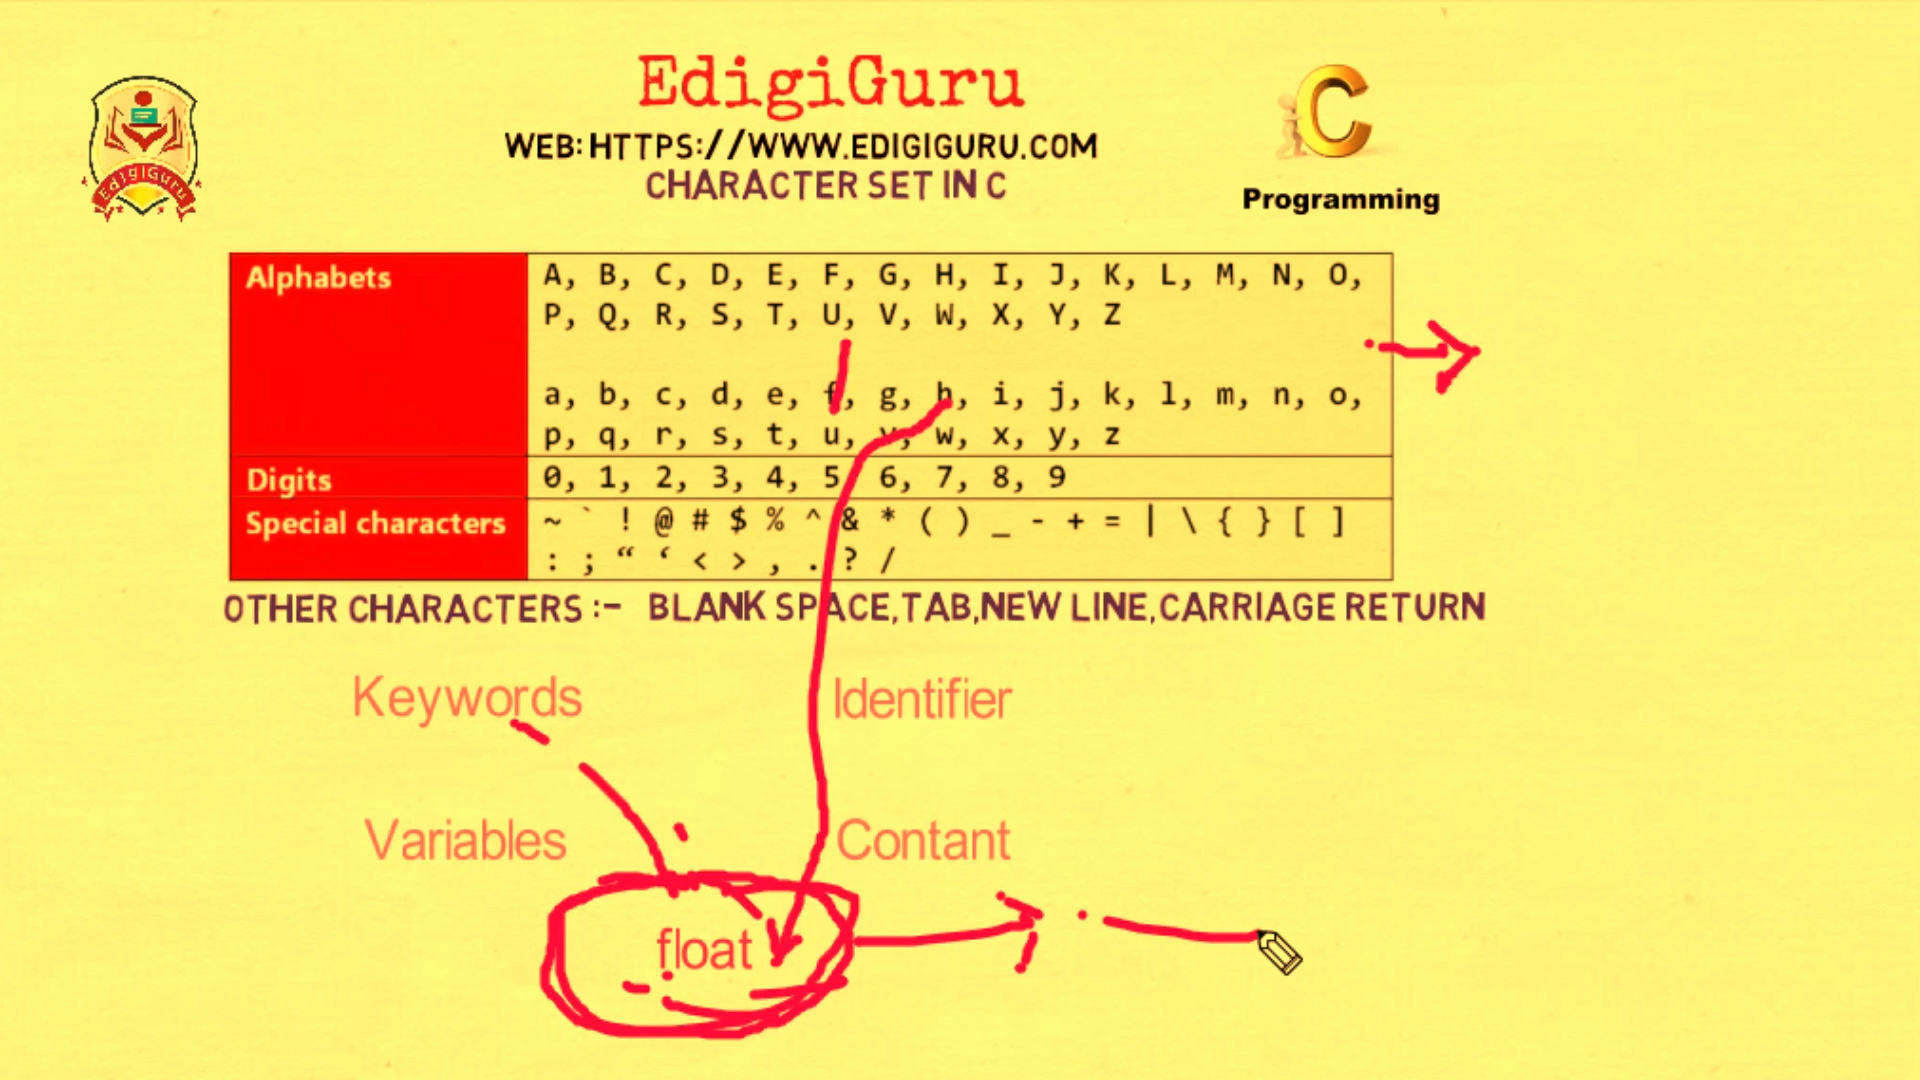 EdigiGuru
WEB:HTTPS://WWW.EDIGIGURU.COM
CHARACTER SET IN C
EdigiGuru
C
Programming
Alphabets
A, B, C, D, E, F, G, H, I, J, K, L, M, N, O,
P, Q, R, S, T, U, V, W, X, Y, Z
a, b, c, d, e, f, g, h, i, j, k, l, m, n, o,
p, q, r, s, t, u, v, w, x, y, z
Digits
0, 1, 2, 3, 4, 5, 6, 7, 8, 9
Special characters
~ ` ! @ # $ % ^ & * ( ) _ - + = | \ { } [ ]
: ; “ ‘ < > , . ? /
OTHER CHARACTERS :- BLANK SPACE,TAB,NEW LINE,CARRIAGE RETURN
Keywords Identifier
Variables Contant
float